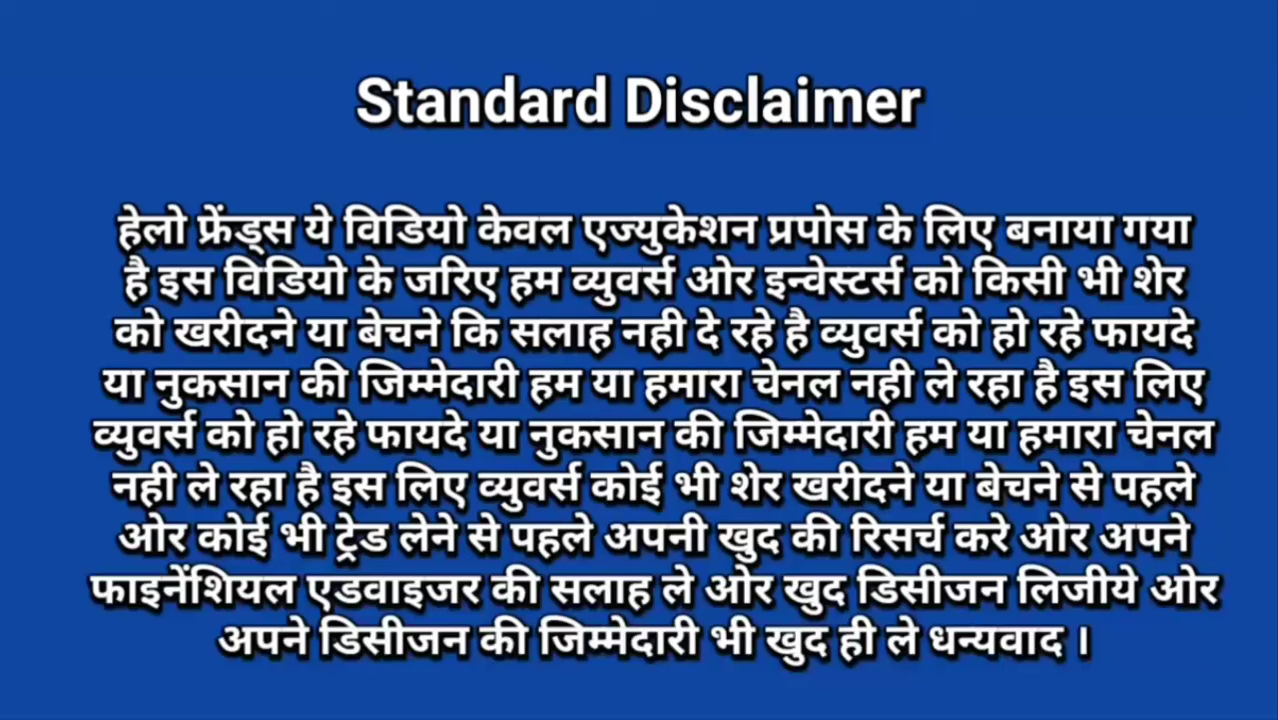 Standard Disclaimer
हेलो फ्रेंड्स ये विडियो केवल एज्युकेशन प्रपोस के लिए बनाया गया
है इस विडियो के जरिए हम व्युवर्स ओर इन्वेस्टर्स को किसी भी शेर
को खरीदने या बेचने कि सलाह नही दे रहे है व्युवर्स को हो रहे फायदे
या नुकसान की जिम्मेदारी हम या हमारा चेनल नही ले रहा है इस लिए
व्युवर्स को हो रहे फायदे या नुकसान की जिम्मेदारी हम या हमारा चेनल
नही ले रहा है इस लिए व्युवर्स कोई भी शेर खरीदने या बेचने से पहले
ओर कोई भी ट्रेड लेने से पहले अपनी खुद की रिसर्च करे ओर अपने
फाइनेंशियल एडवाइजर की सलाह ले ओर खुद डिसीजन लिजीये ओर
अपने डिसीजन की जिम्मेदारी भी खुद ही ले धन्यवाद ।